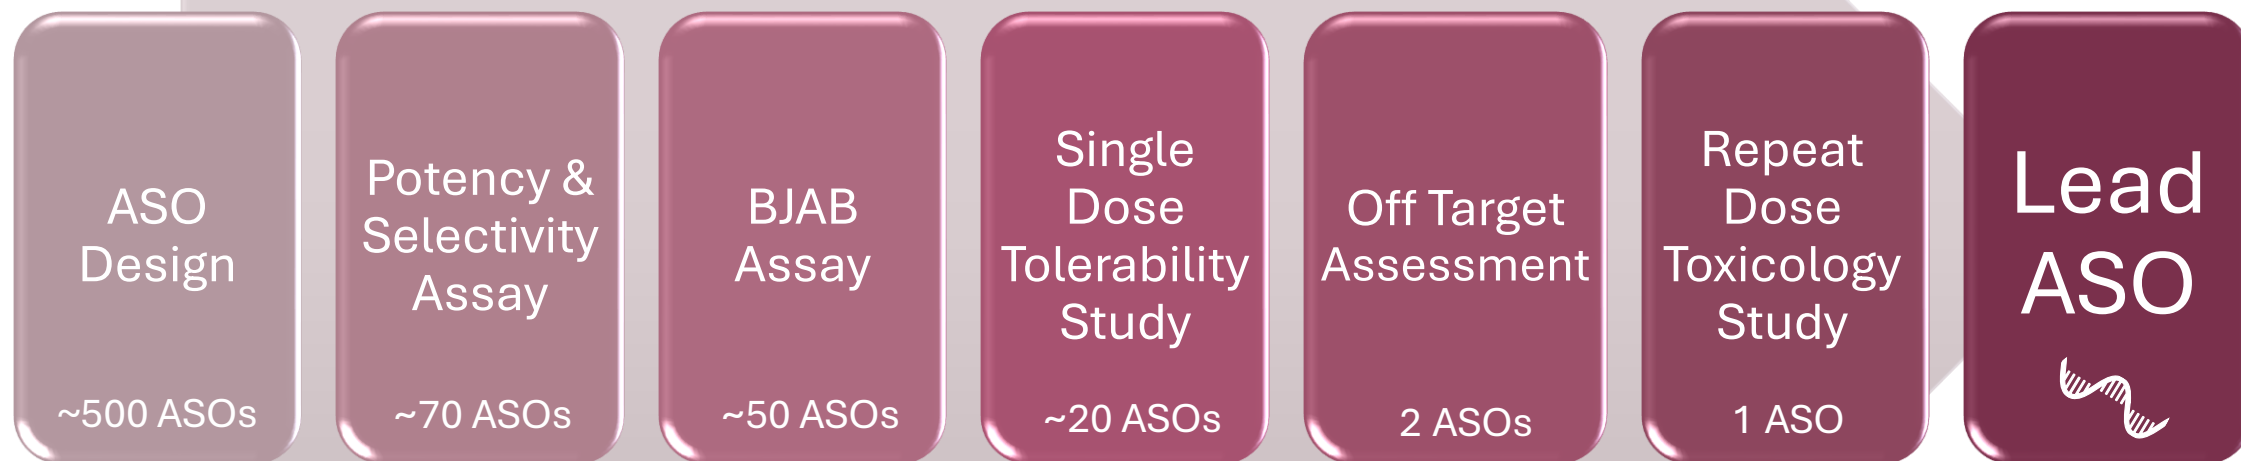 ASO
Design
~500 ASOs
Potency &
Selectivity
Assay
~70 ASOs
BJAB
Assay
~50 ASOs
Single
Dose
Tolerability
Study
~20 ASOs
Off Target
Assessment
2 ASOs
Repeat
Dose
Toxicology
Study
1 ASO
Lead
ASO